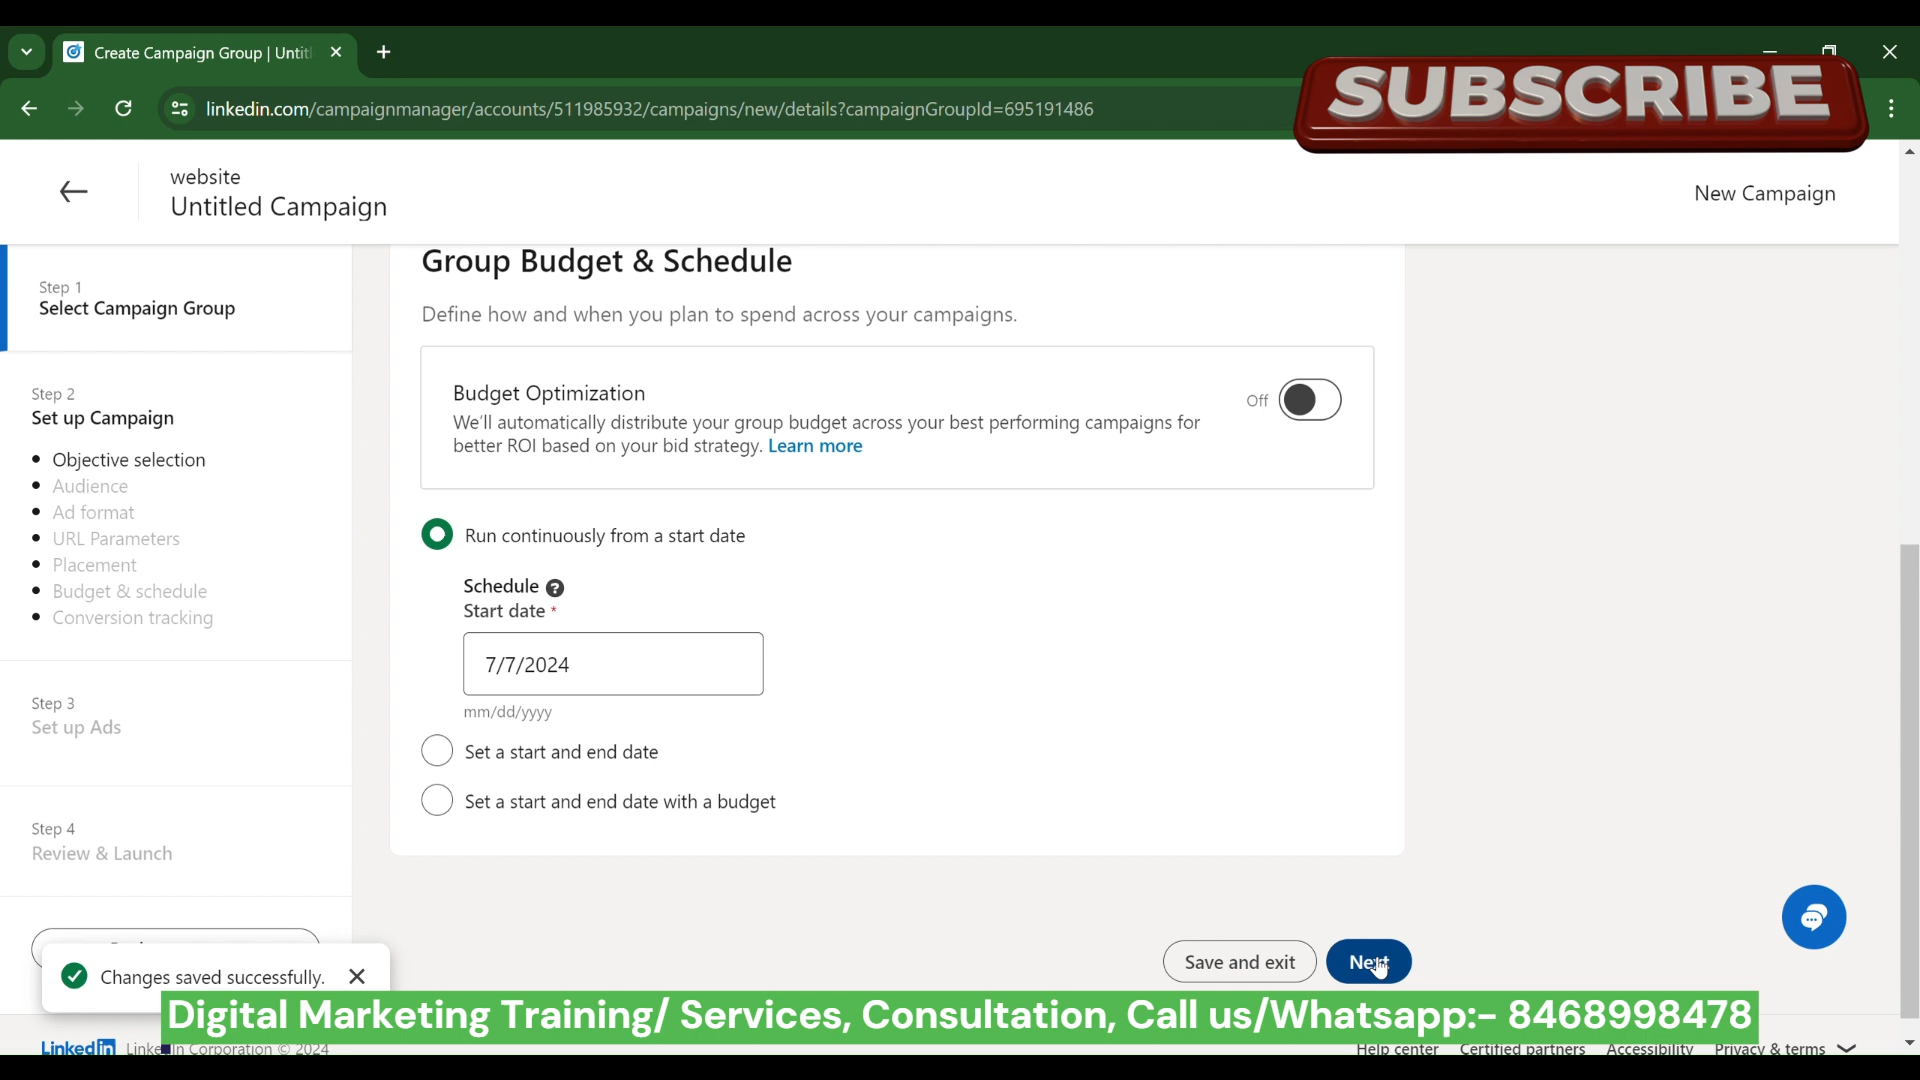 Create Campaign Group | Untitl
linkedin.com/campaignmanager/accounts/511985932/campaigns/new/details?campaignGroupId=695191486
SUBSCRIBE
website
Untitled Campaign
New Campaign
Step 1
Select Campaign Group
Step 2
Set up Campaign
Objective selection
Audience
Ad format
URL Parameters
Placement
Budget & schedule
Conversion tracking
Step 3
Set up Ads
Step 4
Review & Launch
Group Budget & Schedule
Define how and when you plan to spend across your campaigns.
Budget Optimization
Off
We'll automatically distribute your group budget across your best performing campaigns for
better ROI based on your bid strategy. Learn more
Run continuously from a start date
Schedule ?
Start date *
7/7/2024
mm/dd/yyyy
Set a start and end date
Set a start and end date with a budget
Save and exit
Next
Changes saved successfully.
Digital Marketing Training/ Services, Consultation, Call us/Whatsapp:- 8468998478
LinkedIn LinkedIn Corporation © 2024
Help center Certified partners Accessibility Privacy & terms